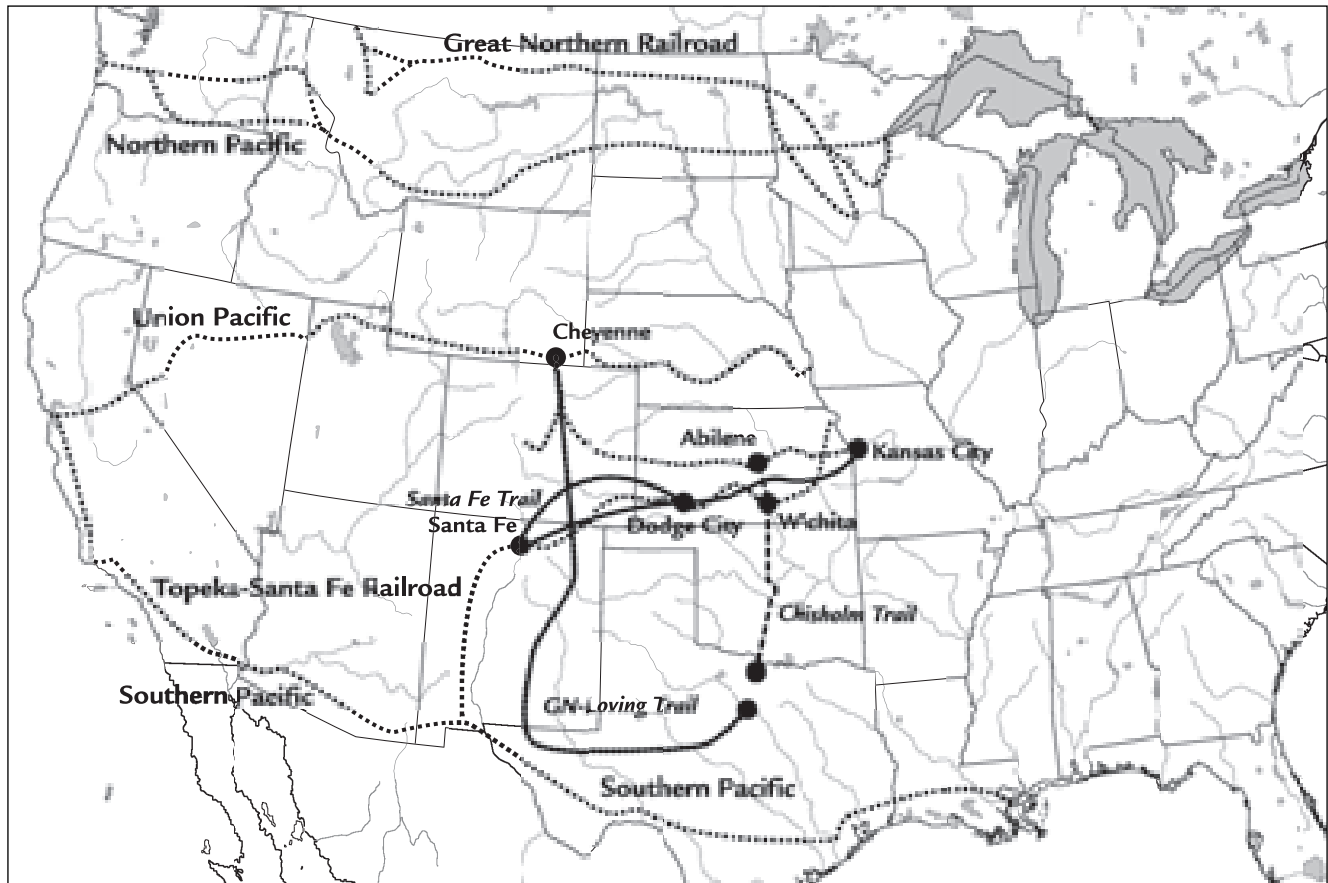 Great Northern Railroad
Northern Pacific
Union Pacific
Cheyenne
Abilene
Kansas City
Santa Fe Trail
Santa Fe
Dodge City
Wichita
Topeka-Santa Fe Railroad
Chisholm Trail
Southern Pacific
GN-Loving Trail
Southern Pacific